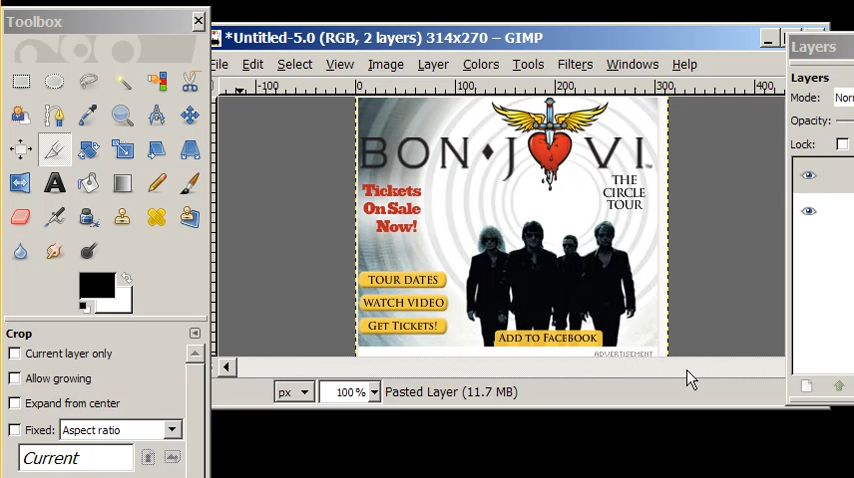 Toolbox
*Untitled-5.0 (RGB, 2 layers) 314x270 – GIMP
File Edit Select View Image Layer Colors Tools Filters Windows Help
-100 0 100 200 300 400
BON JOVI™
Tickets
On Sale
Now!
THE
CIRCLE
TOUR
TOUR DATES
WATCH VIDEO
GET TICKETS!
ADD TO FACEBOOK
ADVERTISEMENT
px 100% Pasted Layer (11.7 MB)
Crop
Current layer only
Allow growing
Expand from center
Fixed: Aspect ratio
Current
Layers
Layers
Mode: Nor
Opacity:
Lock: